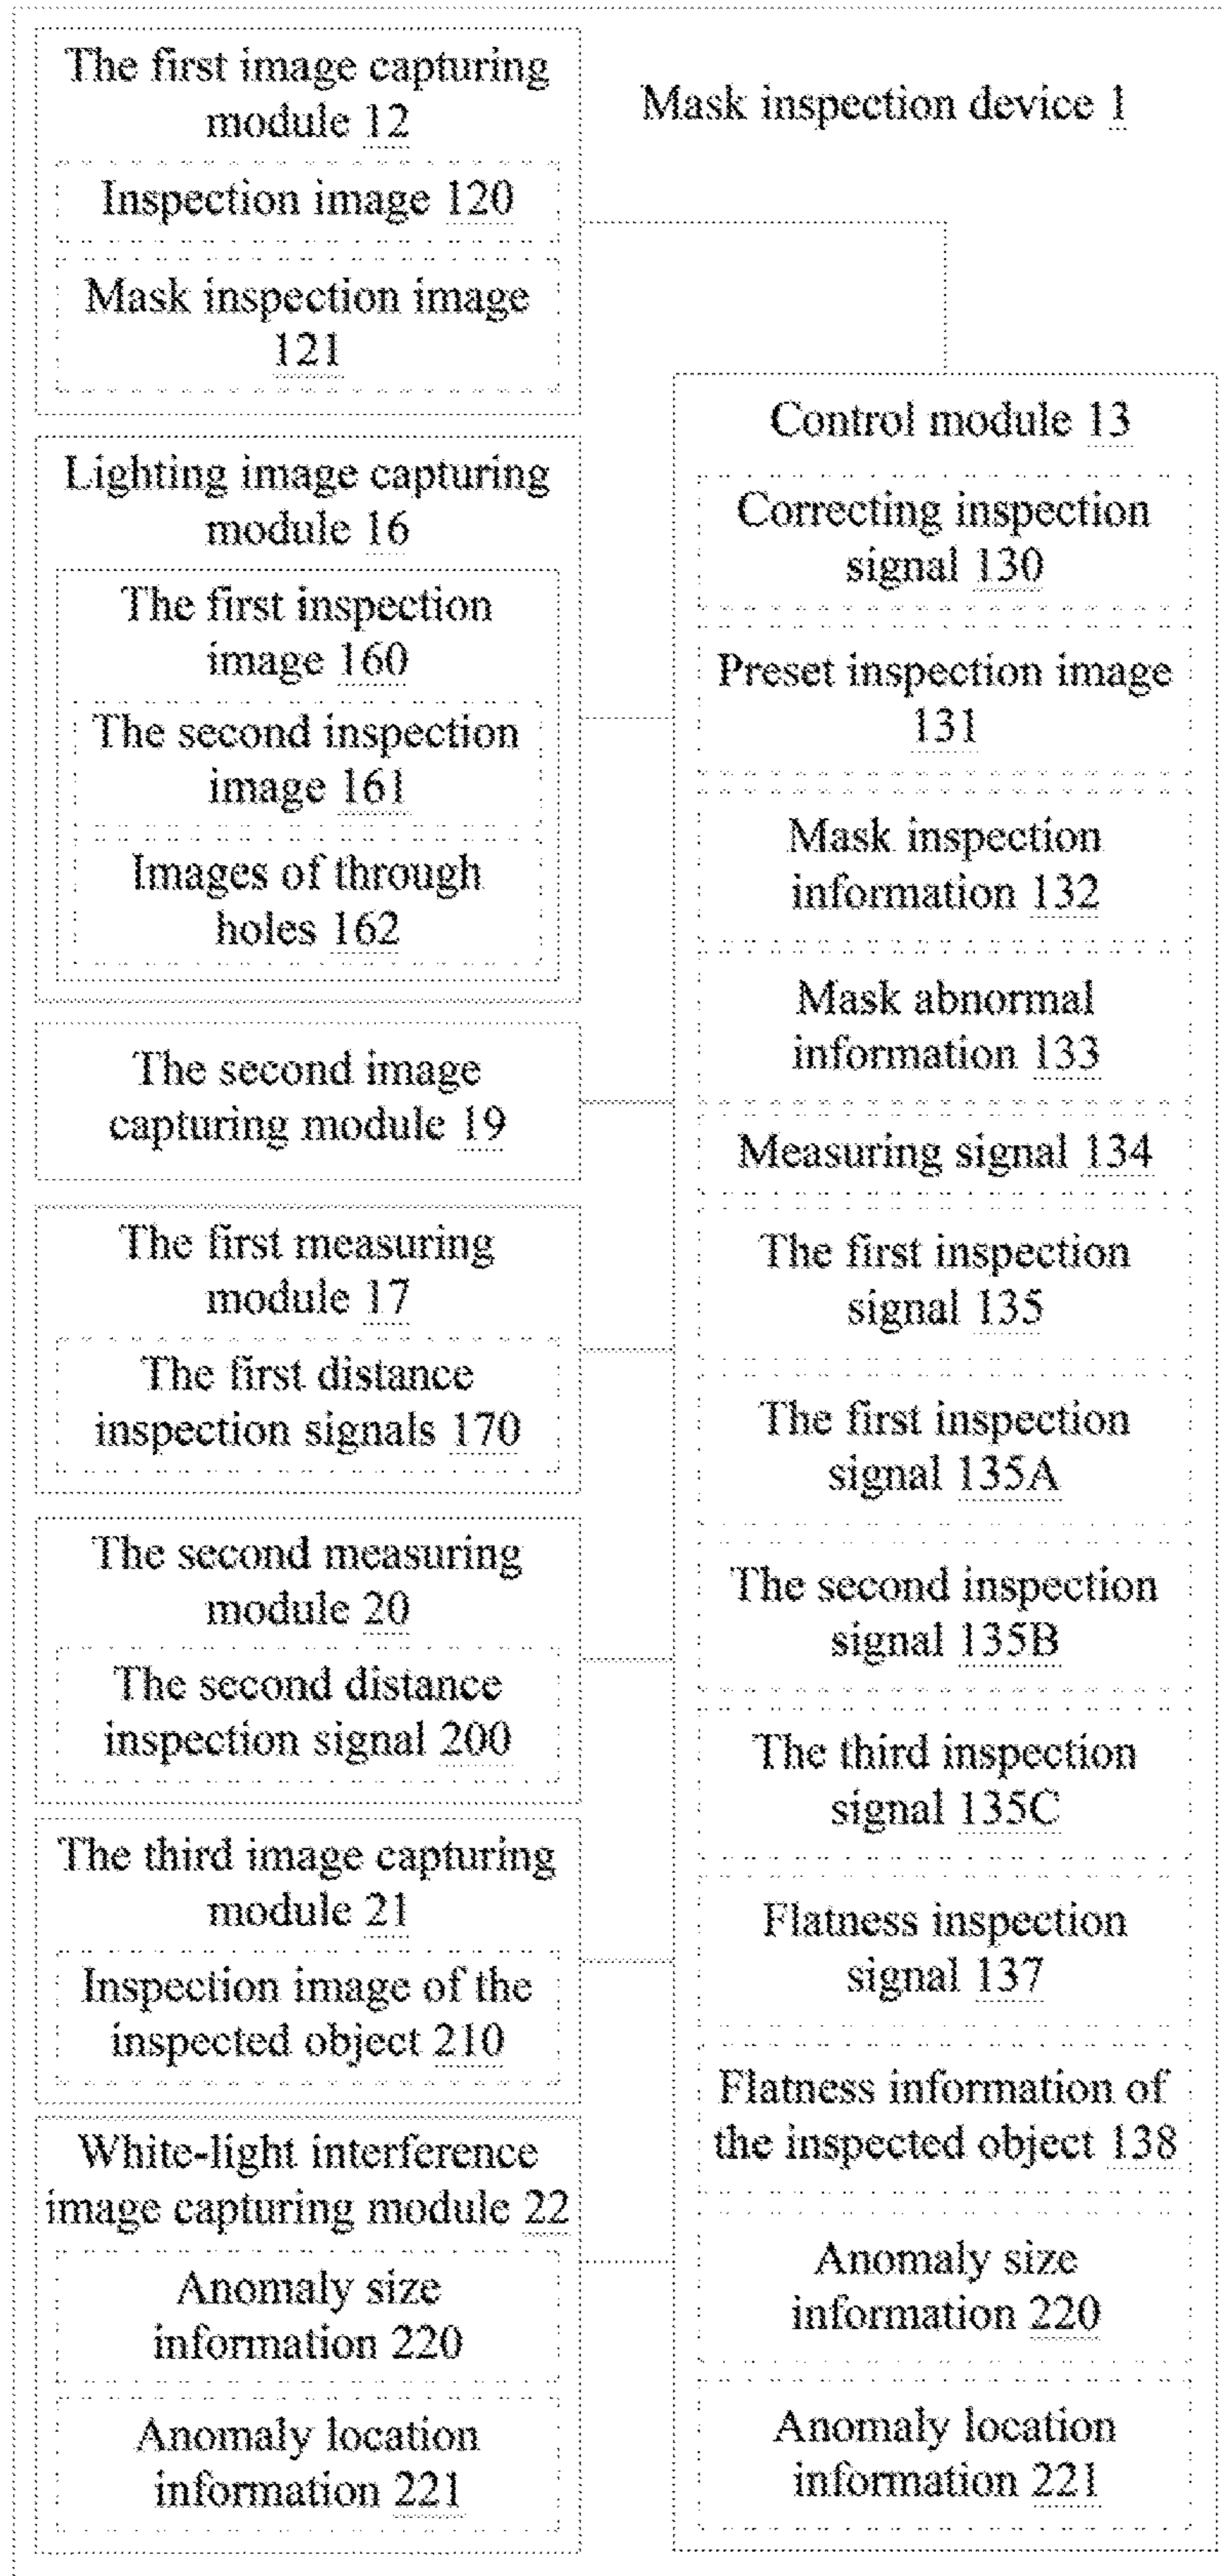 The first image capturing
module 12
Inspection image 120
Mask inspection image
121
Mask inspection device 1
Lighting image capturing
module 16
The first inspection
image 160
The second inspection
image 161
Images of through
holes 162
The second image
capturing module 19
The first measuring
module 17
The first distance
inspection signals 170
The second measuring
module 20
The second distance
inspection signal 200
The third image capturing
module 21
Inspection image of the
inspected object 210
White-light interference
image capturing module 22
Anomaly size
information 220
Anomaly location
information 221
Control module 13
Correcting inspection
signal 130
Preset inspection image
131
Mask inspection
information 132
Mask abnormal
information 133
Measuring signal 134
The first inspection
signal 135
The first inspection
signal 135A
The second inspection
signal 135B
The third inspection
signal 135C
Flatness inspection
signal 137
Flatness information of
the inspected object 138
Anomaly size
information 220
Anomaly location
information 221